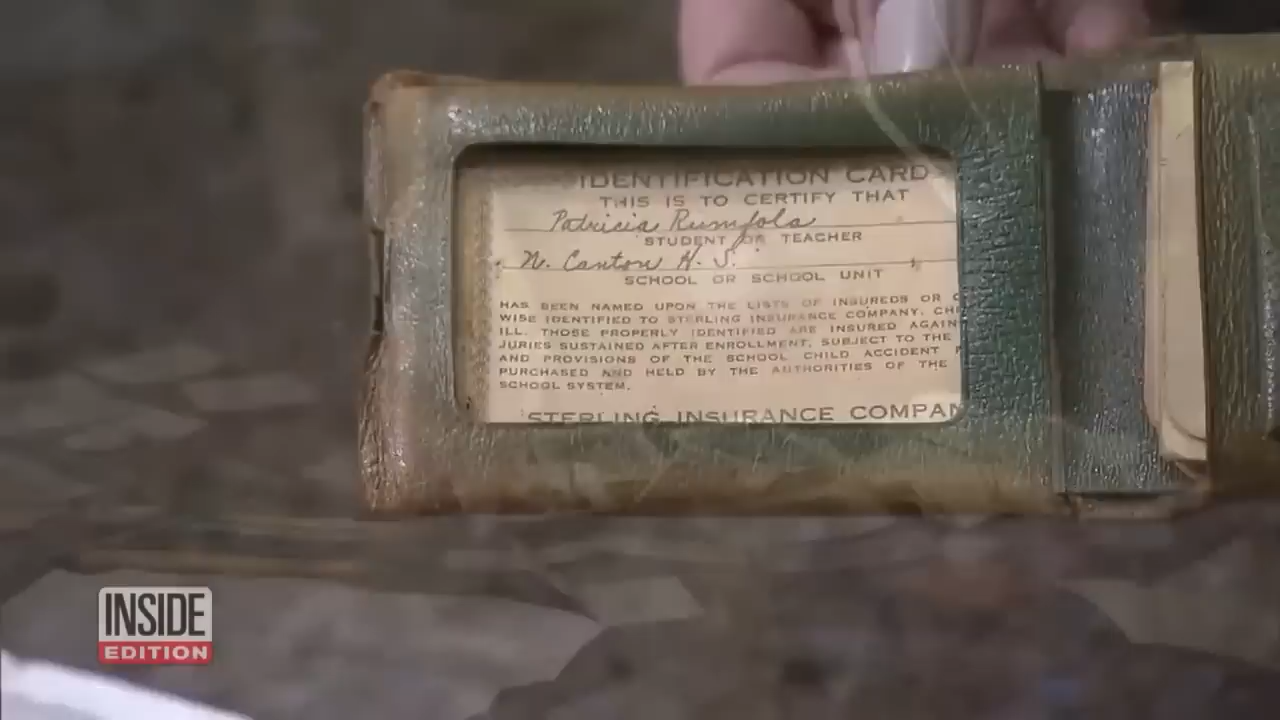 IDENTIFICATION CARD
THIS IS TO CERTIFY THAT
Patricia Rumfola
STUDENT OR TEACHER
N. Canton H. S.
SCHOOL OR SCHOOL UNIT
HAS BEEN NAMED UPON THE LISTS OF INSUREDS OR
WISE IDENTIFIED TO STERLING INSURANCE COMPANY, CH
ILL. THOSE PROPERLY IDENTIFIED ARE INSURED AGAIN
JURIES SUSTAINED AFTER ENROLLMENT, SUBJECT TO THE
AND PROVISIONS OF THE SCHOOL CHILD ACCIDENT
PURCHASED AND HELD BY THE AUTHORITIES OF THE
SCHOOL SYSTEM.
STERLING INSURANCE COMPAN
INSIDE
EDITION